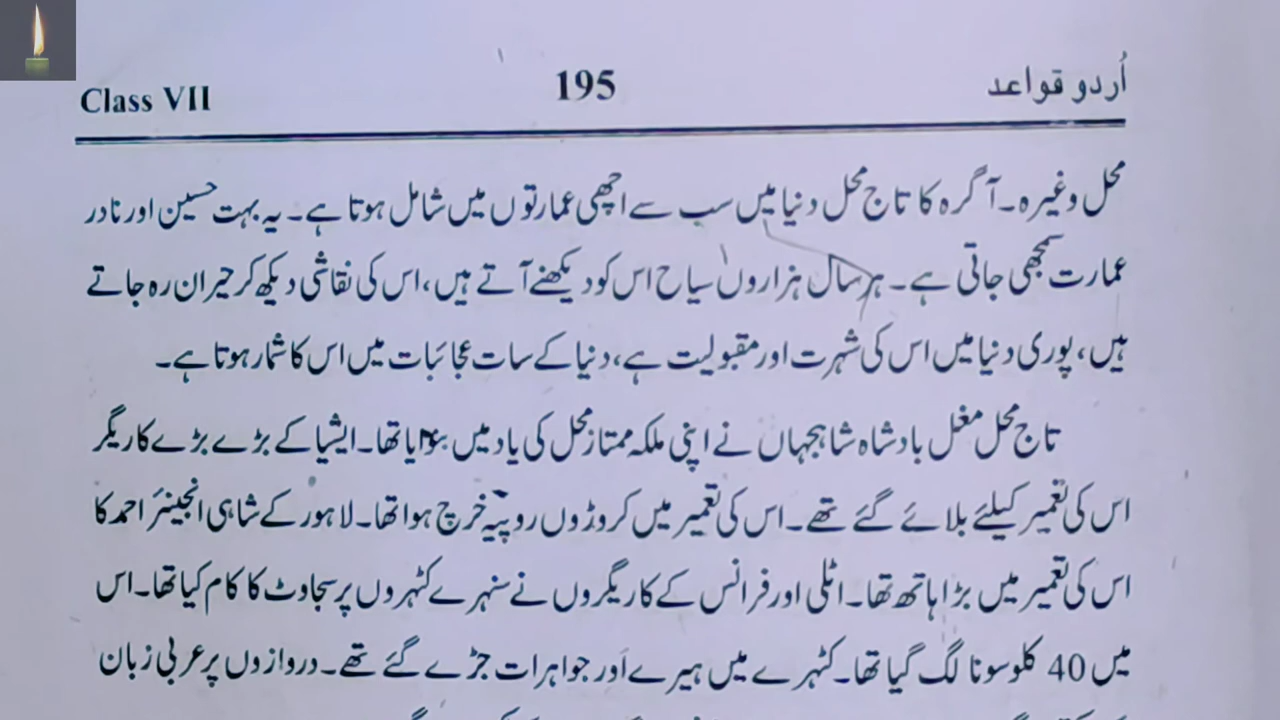 اُردو قواعد 195 Class VII
محل وغیرہ۔ آگرہ کا تاج محل دنیا میں سب سے اچھی عمارتوں میں شامل ہوتا ہے۔ یہ بہت حسین اور نادر
عمارت سمجھی جاتی ہے۔ ہر سال ہزاروں سیاح اس کو دیکھنے آتے ہیں، اس کی نقاشی دیکھ کر حیران رہ جاتے
ہیں، پوری دنیا میں اس کی شہرت اور مقبولیت ہے، دنیا کے سات عجائبات میں اس کا شمار ہوتا ہے۔
تاج محل مغل بادشاہ شاہجہاں نے اپنی ملکہ ممتاز محل کی یاد میں بنوایا تھا۔ ایشیا کے بڑے بڑے کاریگر
اس کی تعمیر کیلئے بلائے گئے تھے۔ اس کی تعمیر میں کروڑوں روپیہ خرچ ہوا تھا۔ لاہور کے شاہی انجینئر احمد کا
اس کی تعمیر میں بڑا ہاتھ تھا۔ اٹلی اور فرانس کے کاریگروں نے سنہرے کٹہروں پر سجاوٹ کا کام کیا تھا۔ اس
میں 40 کلو سونا لگ گیا تھا۔ کٹہرے میں ہیرے اَور جواہرات جڑے گئے تھے۔ دروازوں پر عربی زبان